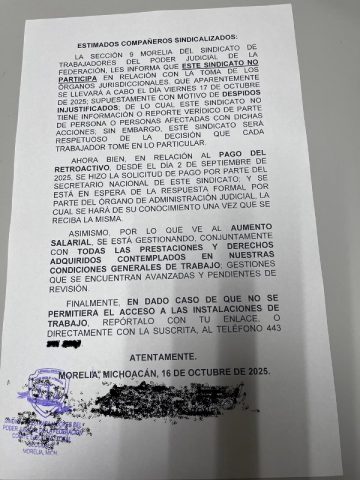 ESTIMADOS COMPAÑEROS SINDICALIZADOS:
LA SECCIÓN 9 MORELIA DEL SINDICATO DE
TRABAJADORES DEL PODER JUDICIAL DE LA
FEDERACIÓN, LES INFORMA QUE ESTE SINDICATO NO
PARTICIPA EN RELACIÓN CON LA TOMA DE LOS
ÓRGANOS JURISDICCIONALES, QUE APARENTEMENTE
SE LLEVARÁ A CABO EL DÍA VIERNES 17 DE OCTUBRE
DE 2025; SUPUESTAMENTE CON MOTIVO DE DESPIDOS
INJUSTIFICADOS; DE LO CUAL ESTE SINDICATO NO
TIENE INFORMACIÓN O REPORTE VERÍDICO DE PARTE
DE PERSONA O PERSONAS AFECTADAS CON DICHAS
ACCIONES, SIN EMBARGO, ESTE SINDICATO SERÁ
RESPETUOSO DE LA DECISIÓN QUE CADA
TRABAJADOR TOME EN LO PARTICULAR.
AHORA BIEN, EN RELACIÓN AL PAGO DEL
RETROACTIVO, DESDE EL DÍA 2 DE SEPTIEMBRE DE
2025, SE HIZO LA SOLICITUD DE PAGO POR PARTE DEL
SECRETARIO NACIONAL DE ESTE SINDICATO; Y SE
ESTÁ EN ESPERA DE LA RESPUESTA FORMAL POR
PARTE DEL ÓRGANO DE ADMINISTRACIÓN JUDICIAL, LA
CUAL SE HARÁ DE SU CONOCIMIENTO UNA VEZ QUE SE
RECIBA LA MISMA.
ASIMISMO, POR LO QUE VE AL AUMENTO
SALARIAL, SE ESTÁ GESTIONANDO, CONJUNTAMENTE
CON TODAS LAS PRESTACIONES Y DERECHOS
ADQUIRIDOS CONTEMPLADOS EN NUESTRAS
CONDICIONES GENERALES DE TRABAJO; GESTIONES
QUE SE ENCUENTRAN AVANZADAS Y PENDIENTES DE
REVISIÓN.
FINALMENTE, EN DADO CASO DE QUE NO SE
PERMITIERÁ EL ACCESO A LAS INSTALACIONES DE
TRABAJO, REPÓRTALO CON TU ENLACE. O
DIRECTAMENTE CON LA SUSCRITA, AL TELÉFONO 443
ATENTAMENTE.
MORELIA, MICHOACÁN, 16 DE OCTUBRE DE 2025.
MORELIA, MICH.